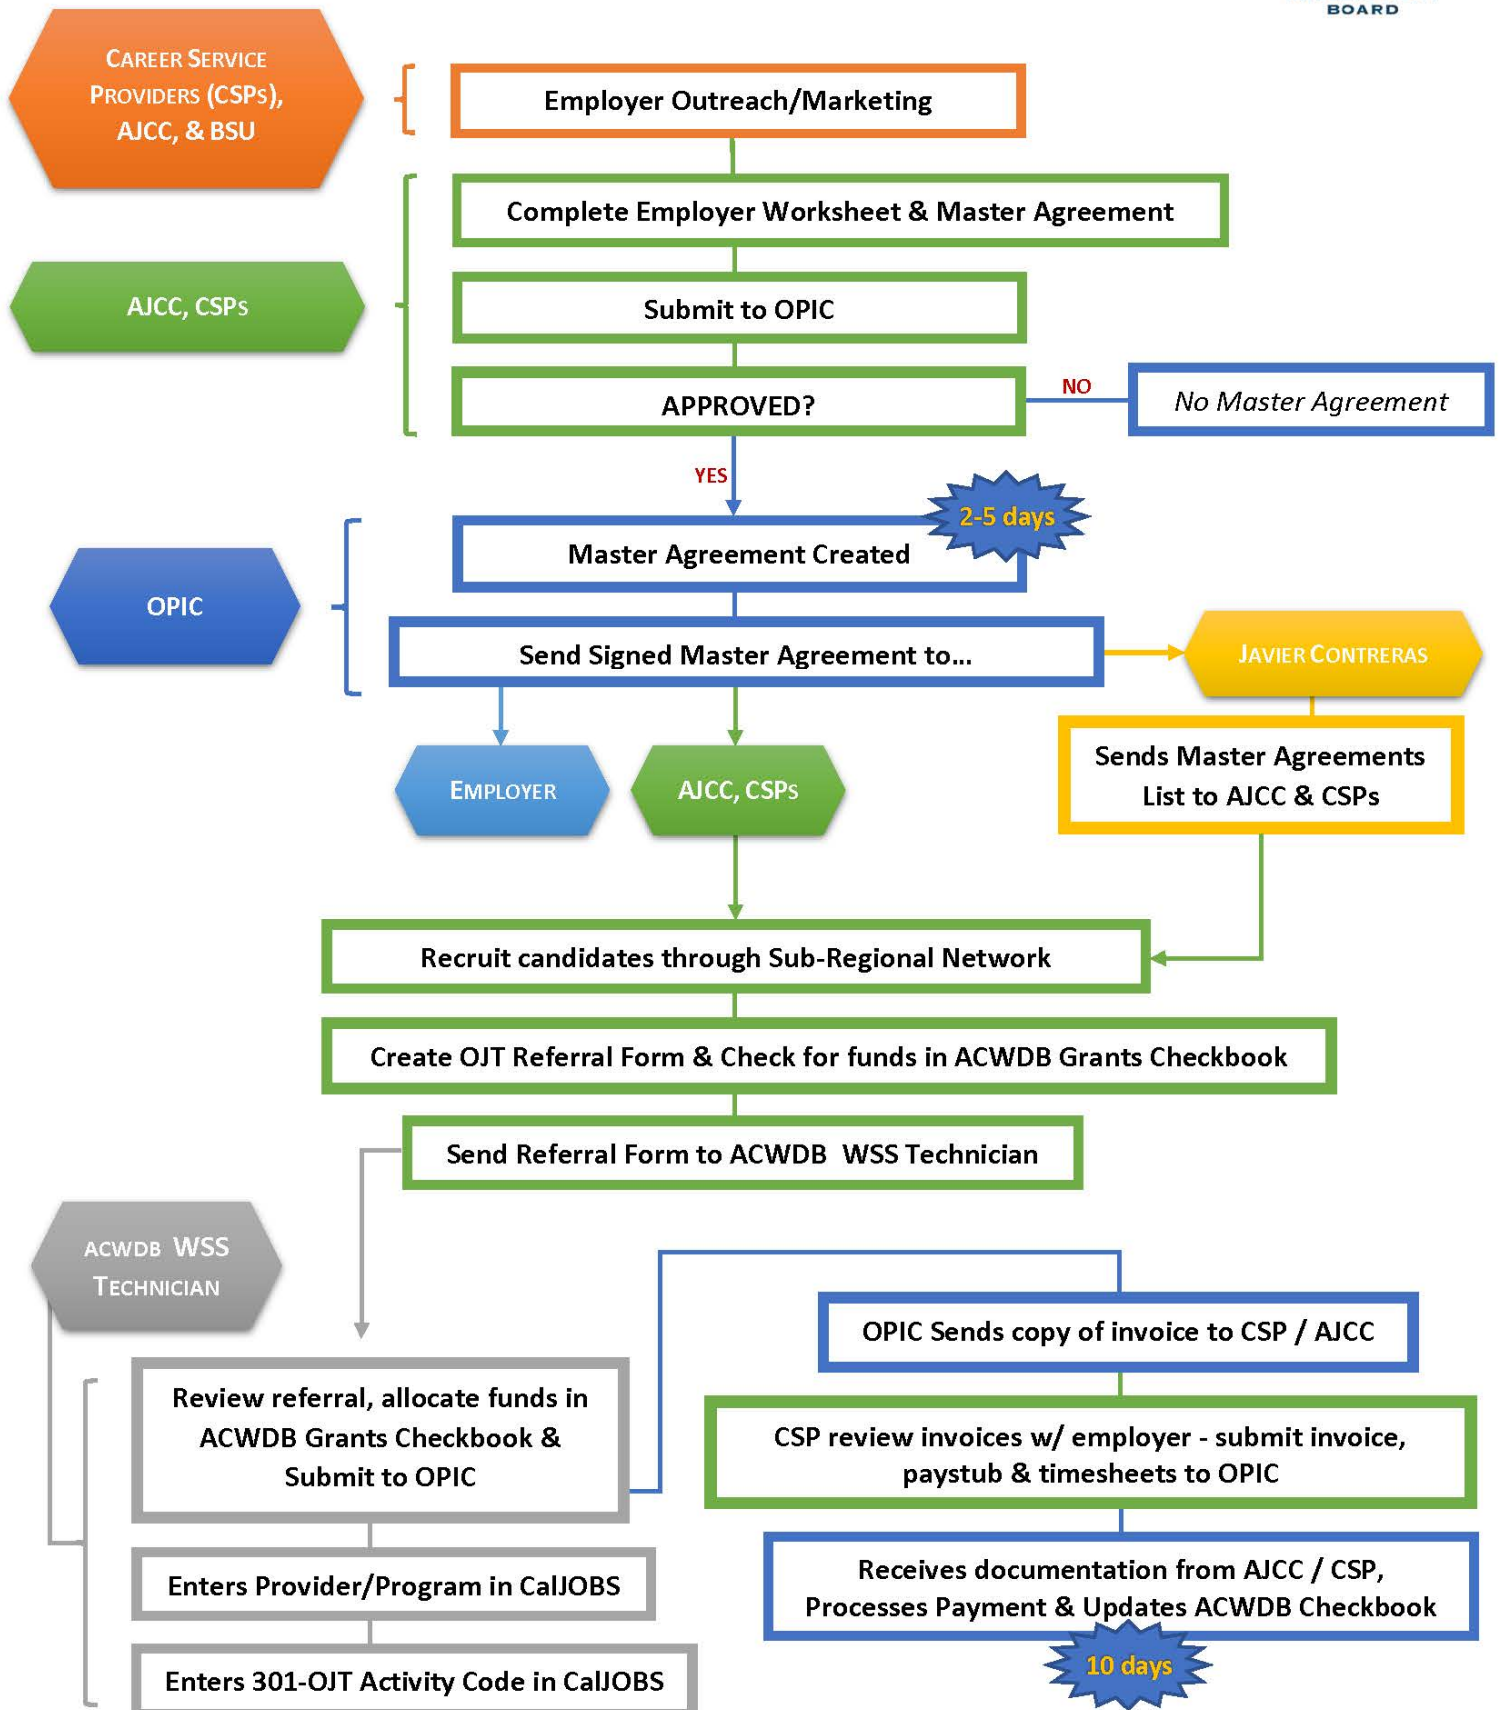 BOARD
CAREER SERVICE
PROVIDERS (CSPS),
AJCC, & BSU
Employer Outreach/Marketing
Complete Employer Worksheet & Master Agreement
AJCC, CSPS
Submit to OPIC
APPROVED?
NO
No Master Agreement
YES
2-5 days
Master Agreement Created
OPIC
Send Signed Master Agreement to...
JAVIER CONTRERAS
Sends Master Agreements
List to AJCC & CSPs
EMPLOYER
AJCC, CSPS
Recruit candidates through Sub-Regional Network
Create OJT Referral Form & Check for funds in ACWDB Grants Checkbook
Send Referral Form to ACWDB WSS Technician
ACWDB WSS
TECHNICIAN
Review referral, allocate funds in
ACWDB Grants Checkbook &
Submit to OPIC
Enters Provider/Program in CalJOBS
Enters 301-OJT Activity Code in CalJOBS
OPIC Sends copy of invoice to CSP / AJCC
CSP review invoices w/ employer - submit invoice,
paystub & timesheets to OPIC
Receives documentation from AJCC / CSP,
Processes Payment & Updates ACWDB Checkbook
10 days